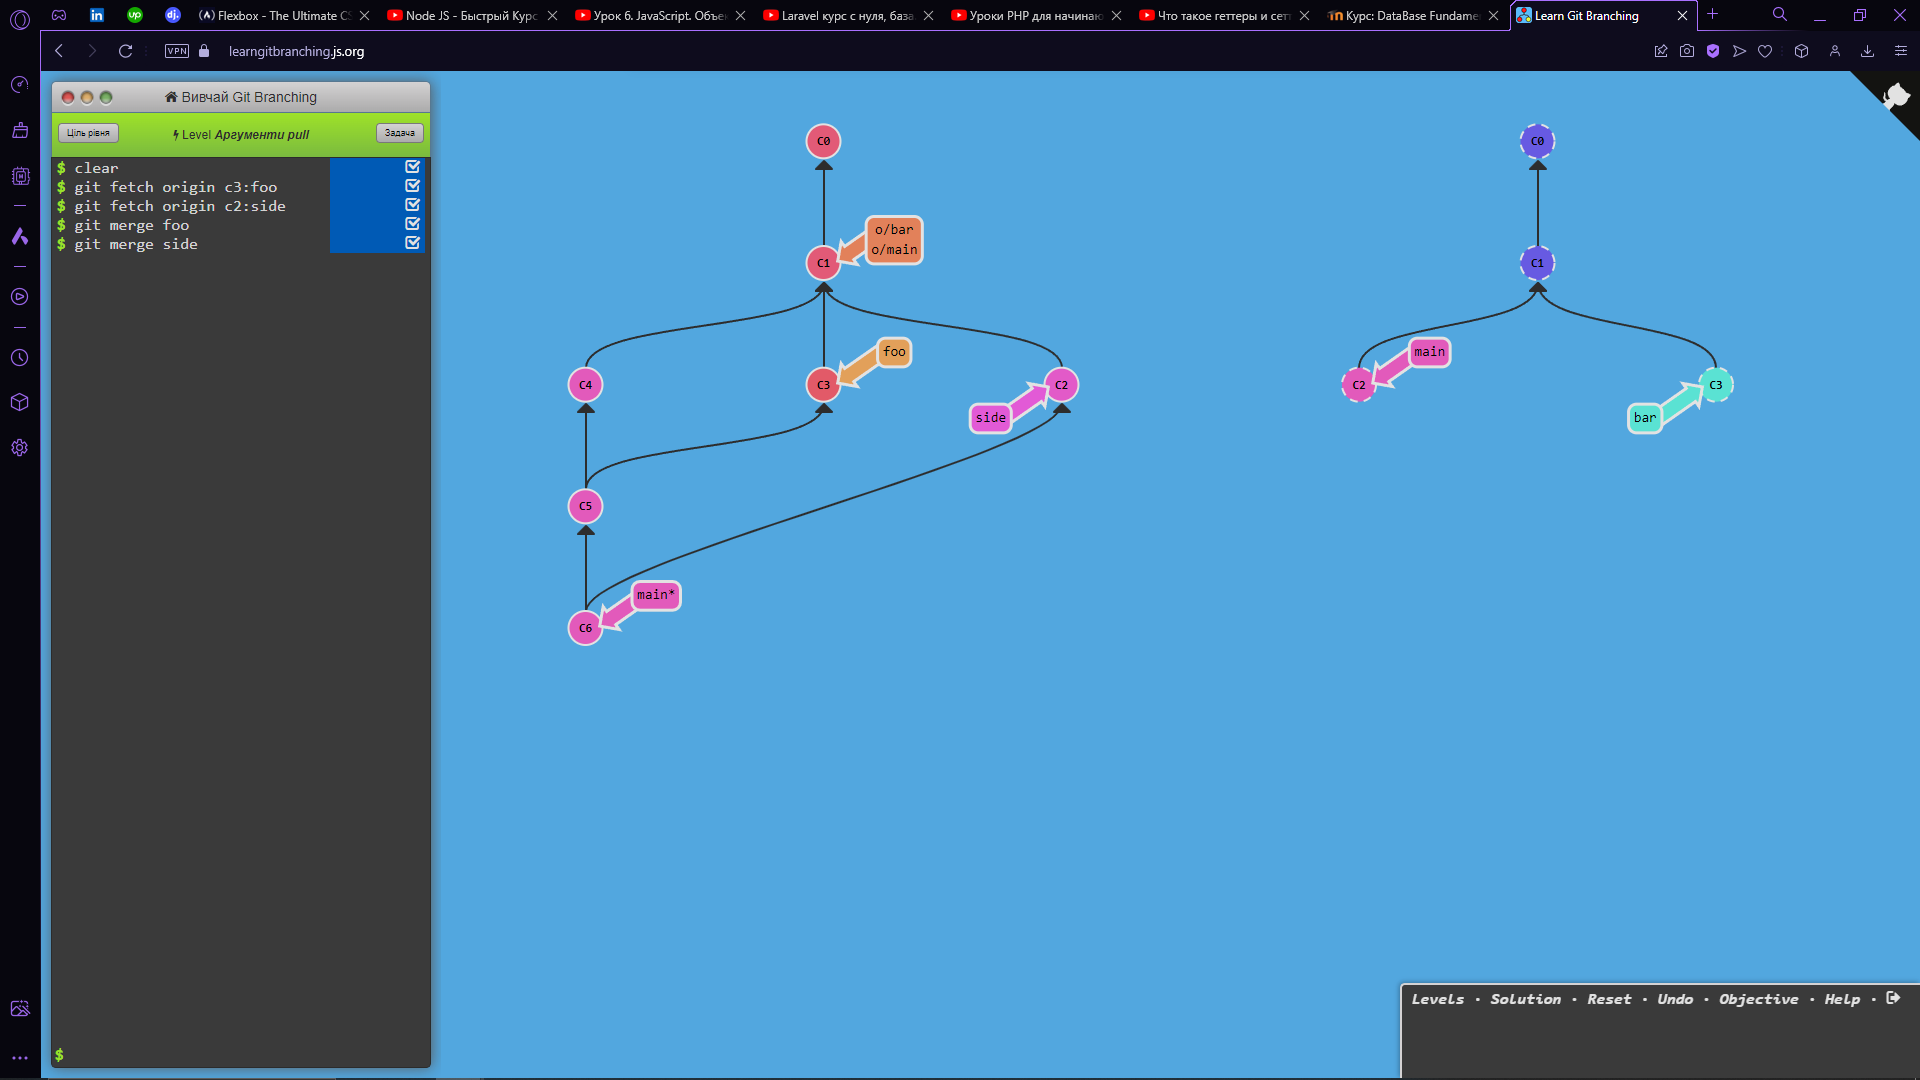 Flexbox - The Ultimate CS
Node JS - Быстрый Курс
Урок 6. JavaScript. Объе
Laravel курс с нуля, база
Уроки PHP для начинаю
Что такое геттеры и сетт
Курс: DataBase Fundame
Learn Git Branching
VPN
learngitbranching.js.org
Вивчай Git Branching
Ціль рівня
Level Аргументи pull
Задача
$ clear
$ git fetch origin c3:foo
$ git fetch origin c2:side
$ git merge foo
$ git merge side
$
C0
C1
o/bar
o/main
C4
C3
foo
C2
side
C5
C6
main*
C0
C1
C2
main
C3
bar
Levels · Solution · Reset · Undo · Objective · Help ·